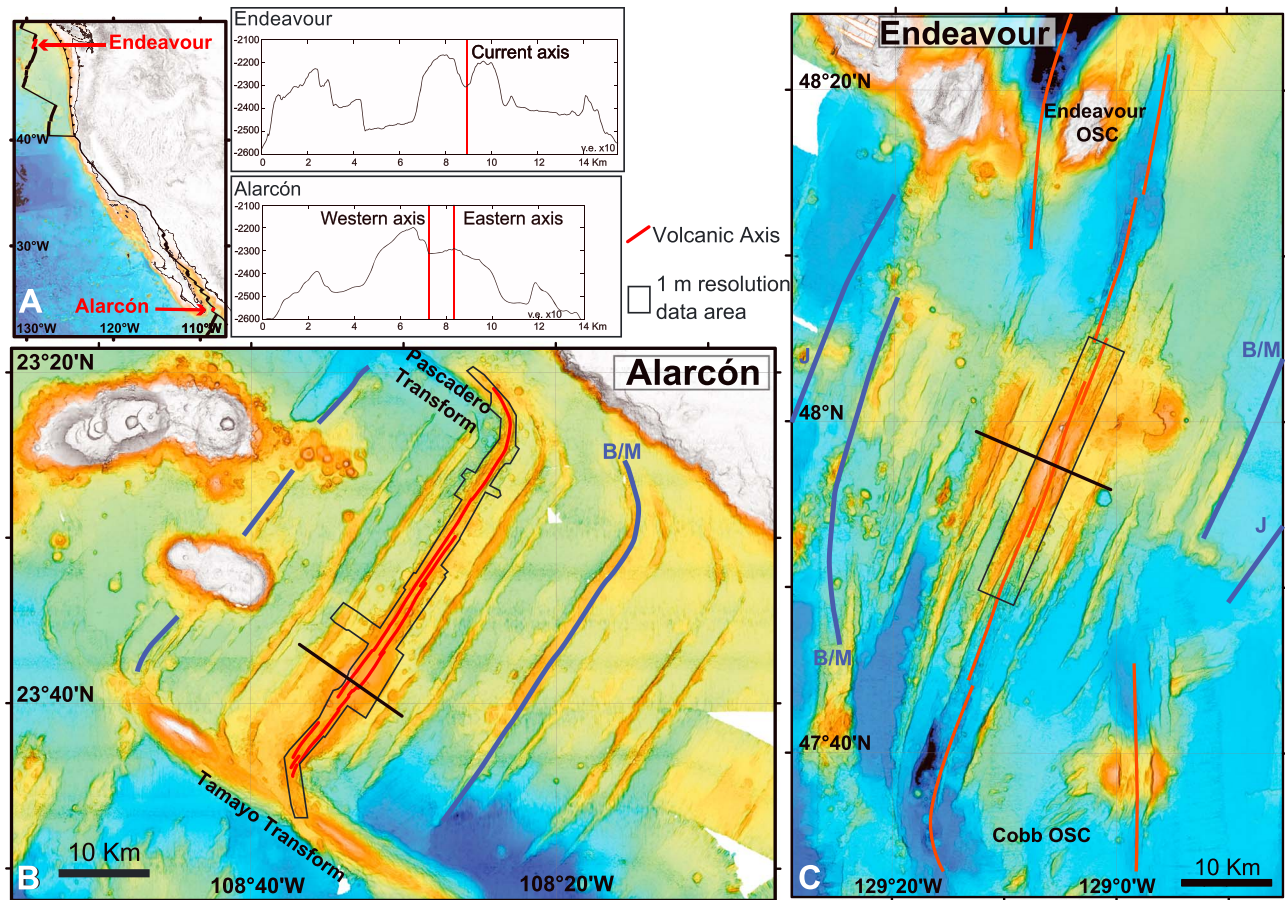 Endeavour
Alarcón
40°W
30°W
A
130°W
120°W
110°W
Endeavour
-2100
-2200
-2300
-2400
-2500
-2600
Current axis
v.e. x10
0
2
4
6
8
10
12
14 Km
Alarcón
-2100
-2200
-2300
-2400
-2500
-2600
Western axis
Eastern axis
v.e. x10
0
2
4
6
8
10
12
14 Km
Volcanic Axis
1 m resolution
data area
23°20'N
Pascadero
Transform
Alarcón
B/M
23°40'N
Tamayo Transform
10 Km
B
108°40'W
108°20'W
Endeavour
48°20'N
Endeavour
OSC
J
B/M
48°N
J
B/M
47°40'N
Cobb OSC
10 Km
C
129°20'W
129°0'W